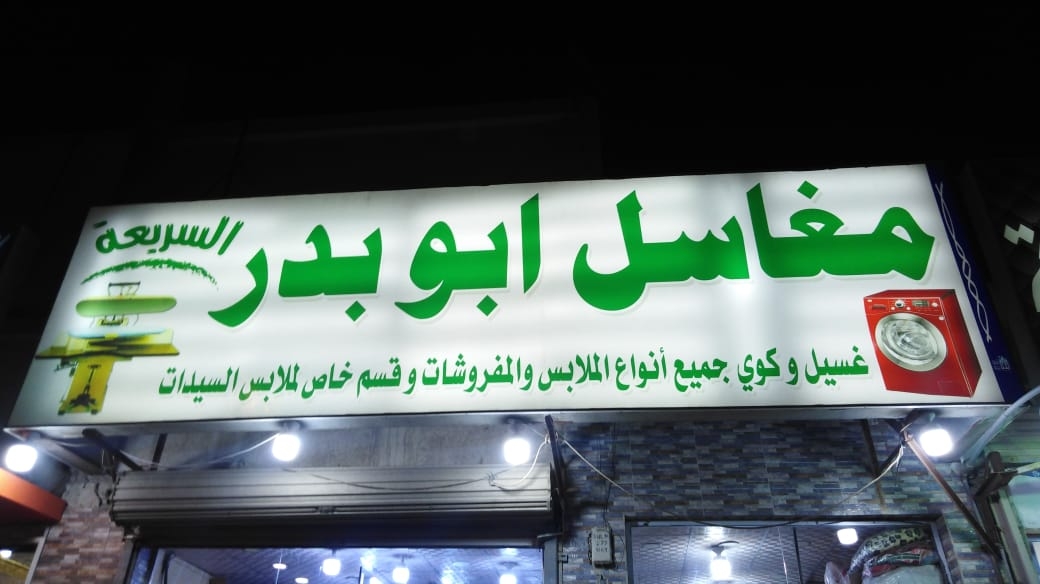 مغاسل ابو بدر السريعة
غسيل و كوي جميع أنواع الملابس والمفروشات و قسم خاص لملابس السيدات